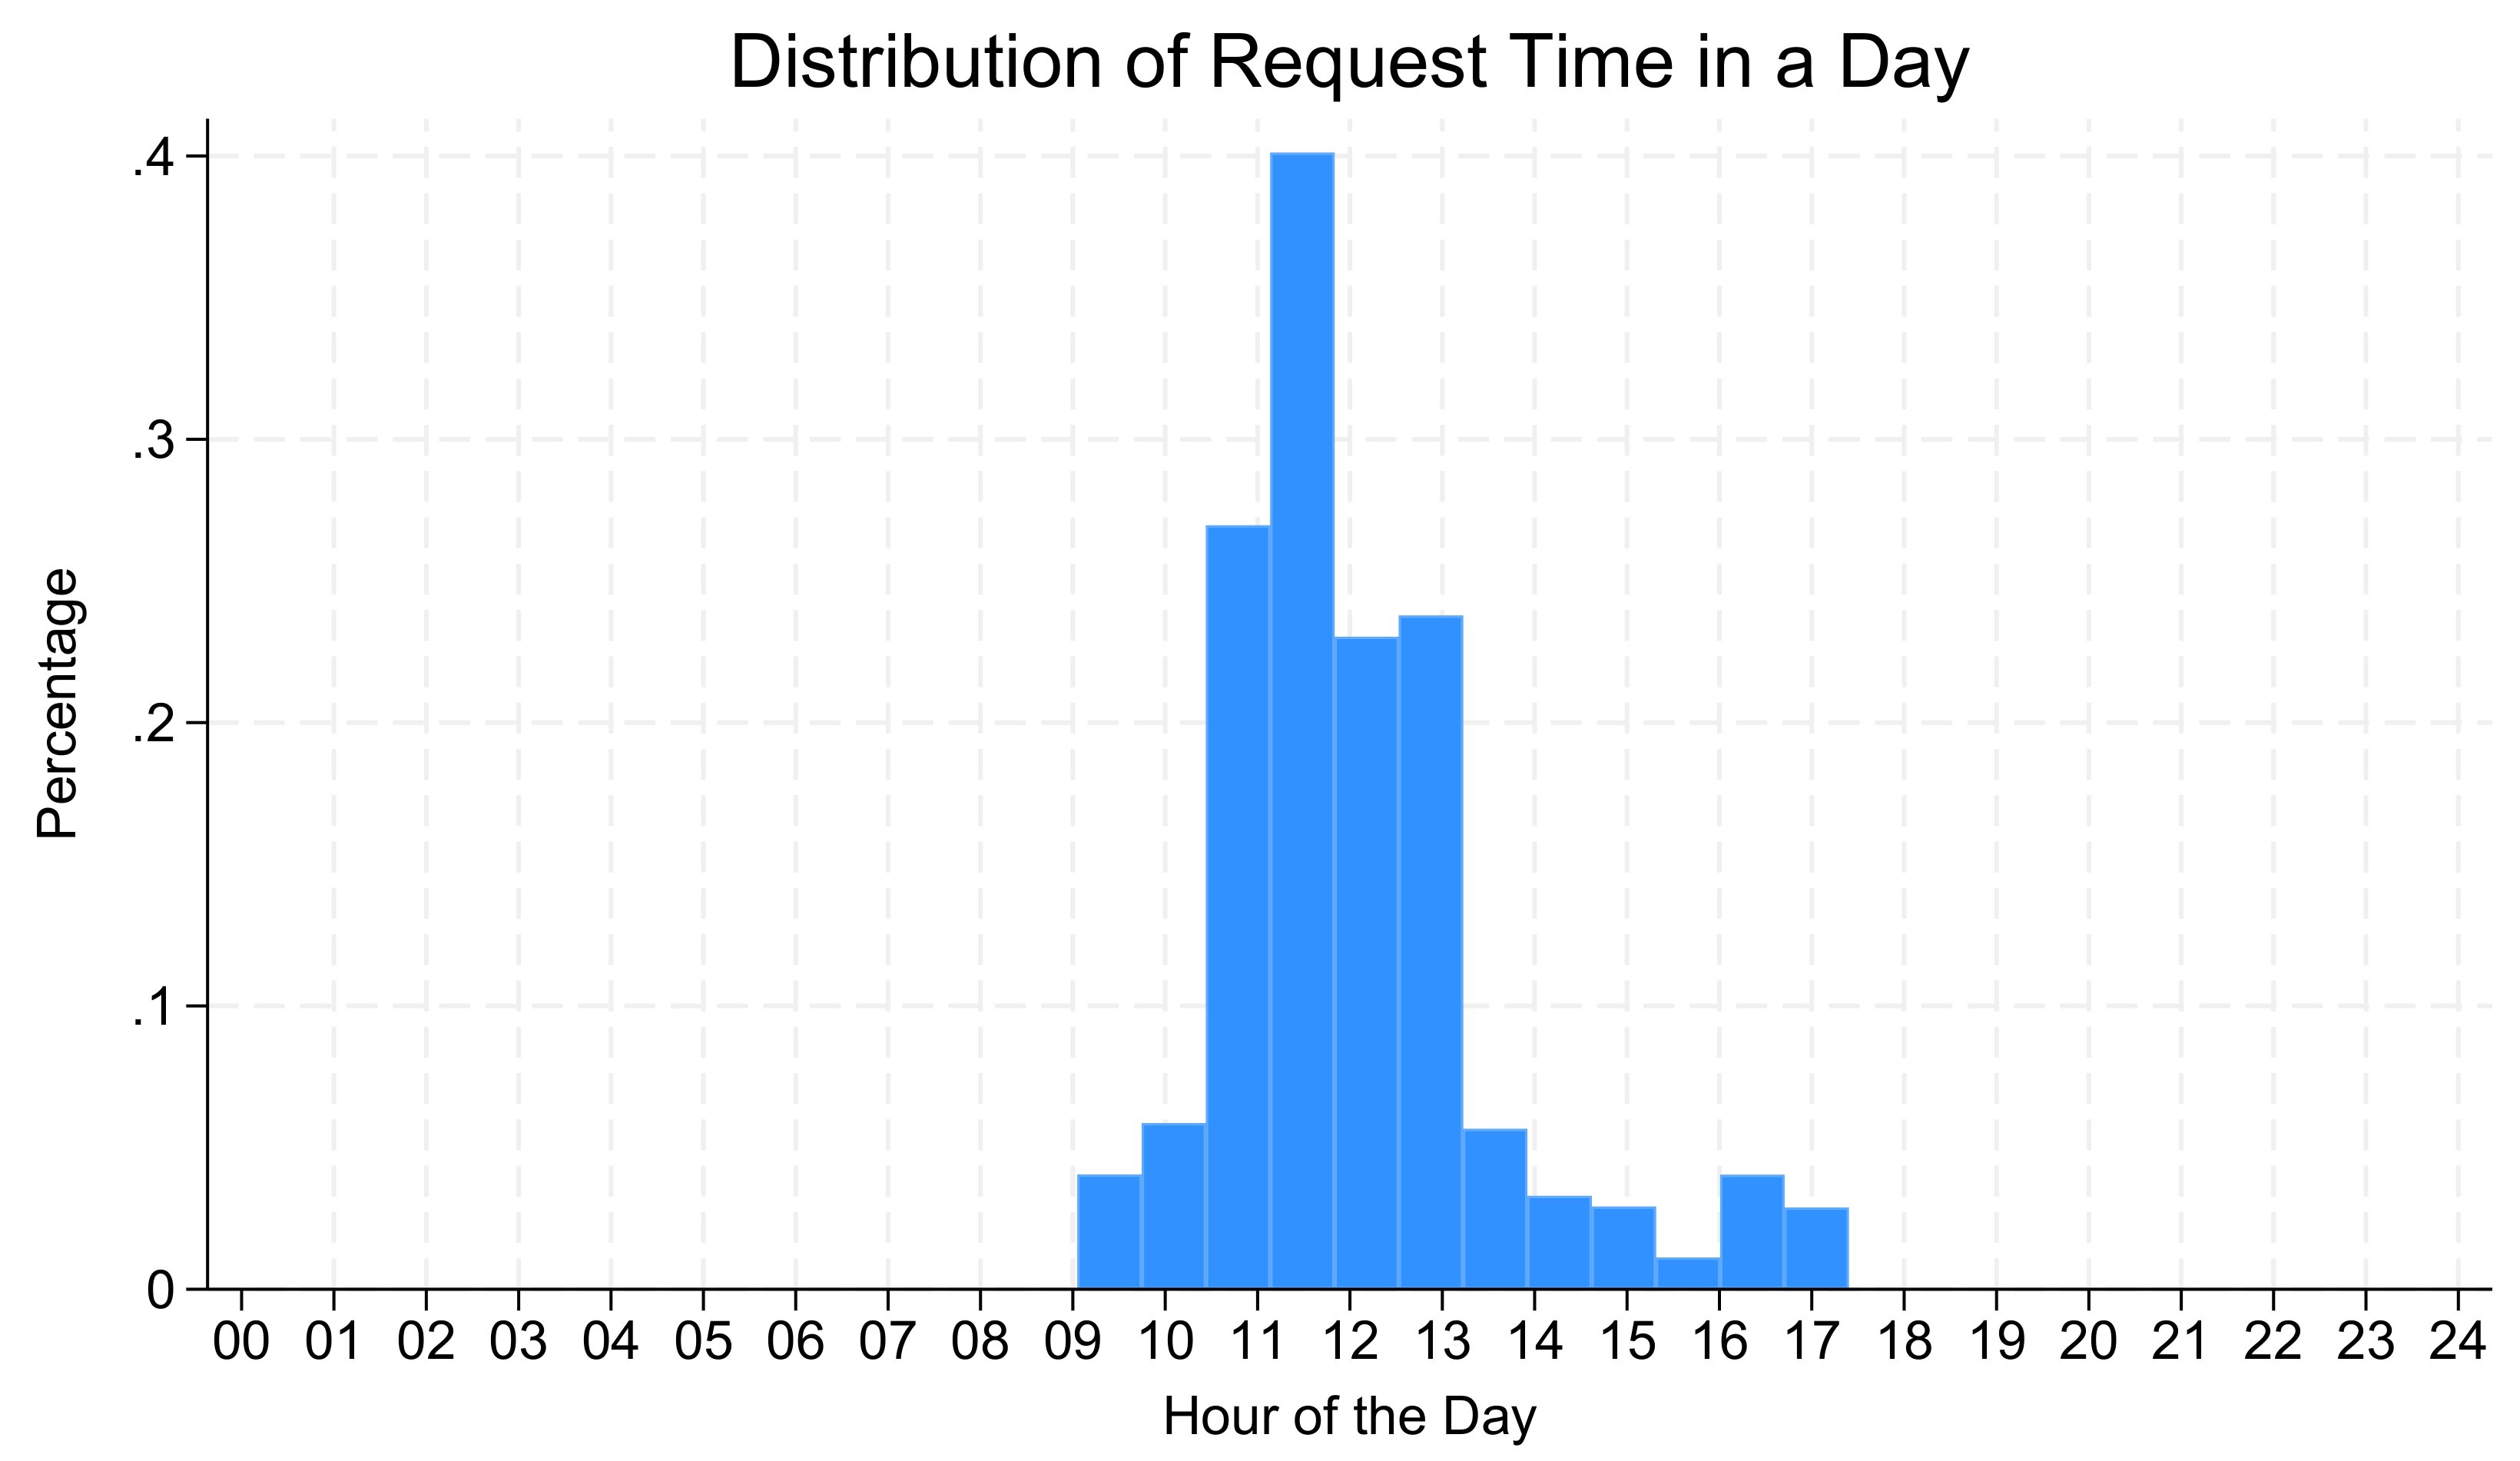 Distribution of Request Time in a Day
.4
.3
.2
.1
0
Percentage
00 01 02 03 04 05 06 07 08 09 10 11 12 13 14 15 16 17 18 19 20 21 22 23 24
Hour of the Day